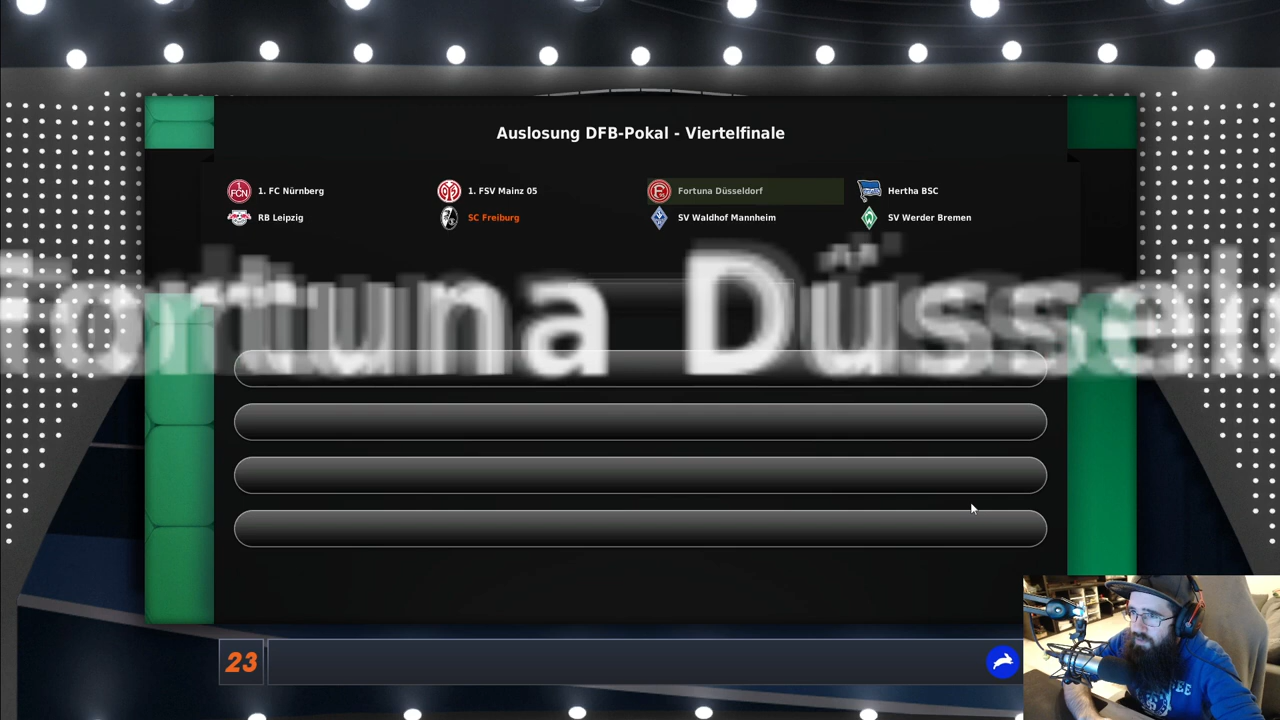 Auslosung DFB-Pokal - Viertelfinale
1. FC Nürnberg
1. FSV Mainz 05
Fortuna Düsseldorf
Hertha BSC
RB Leipzig
SC Freiburg
SV Waldhof Mannheim
SV Werder Bremen
Fortuna Düsseld
23